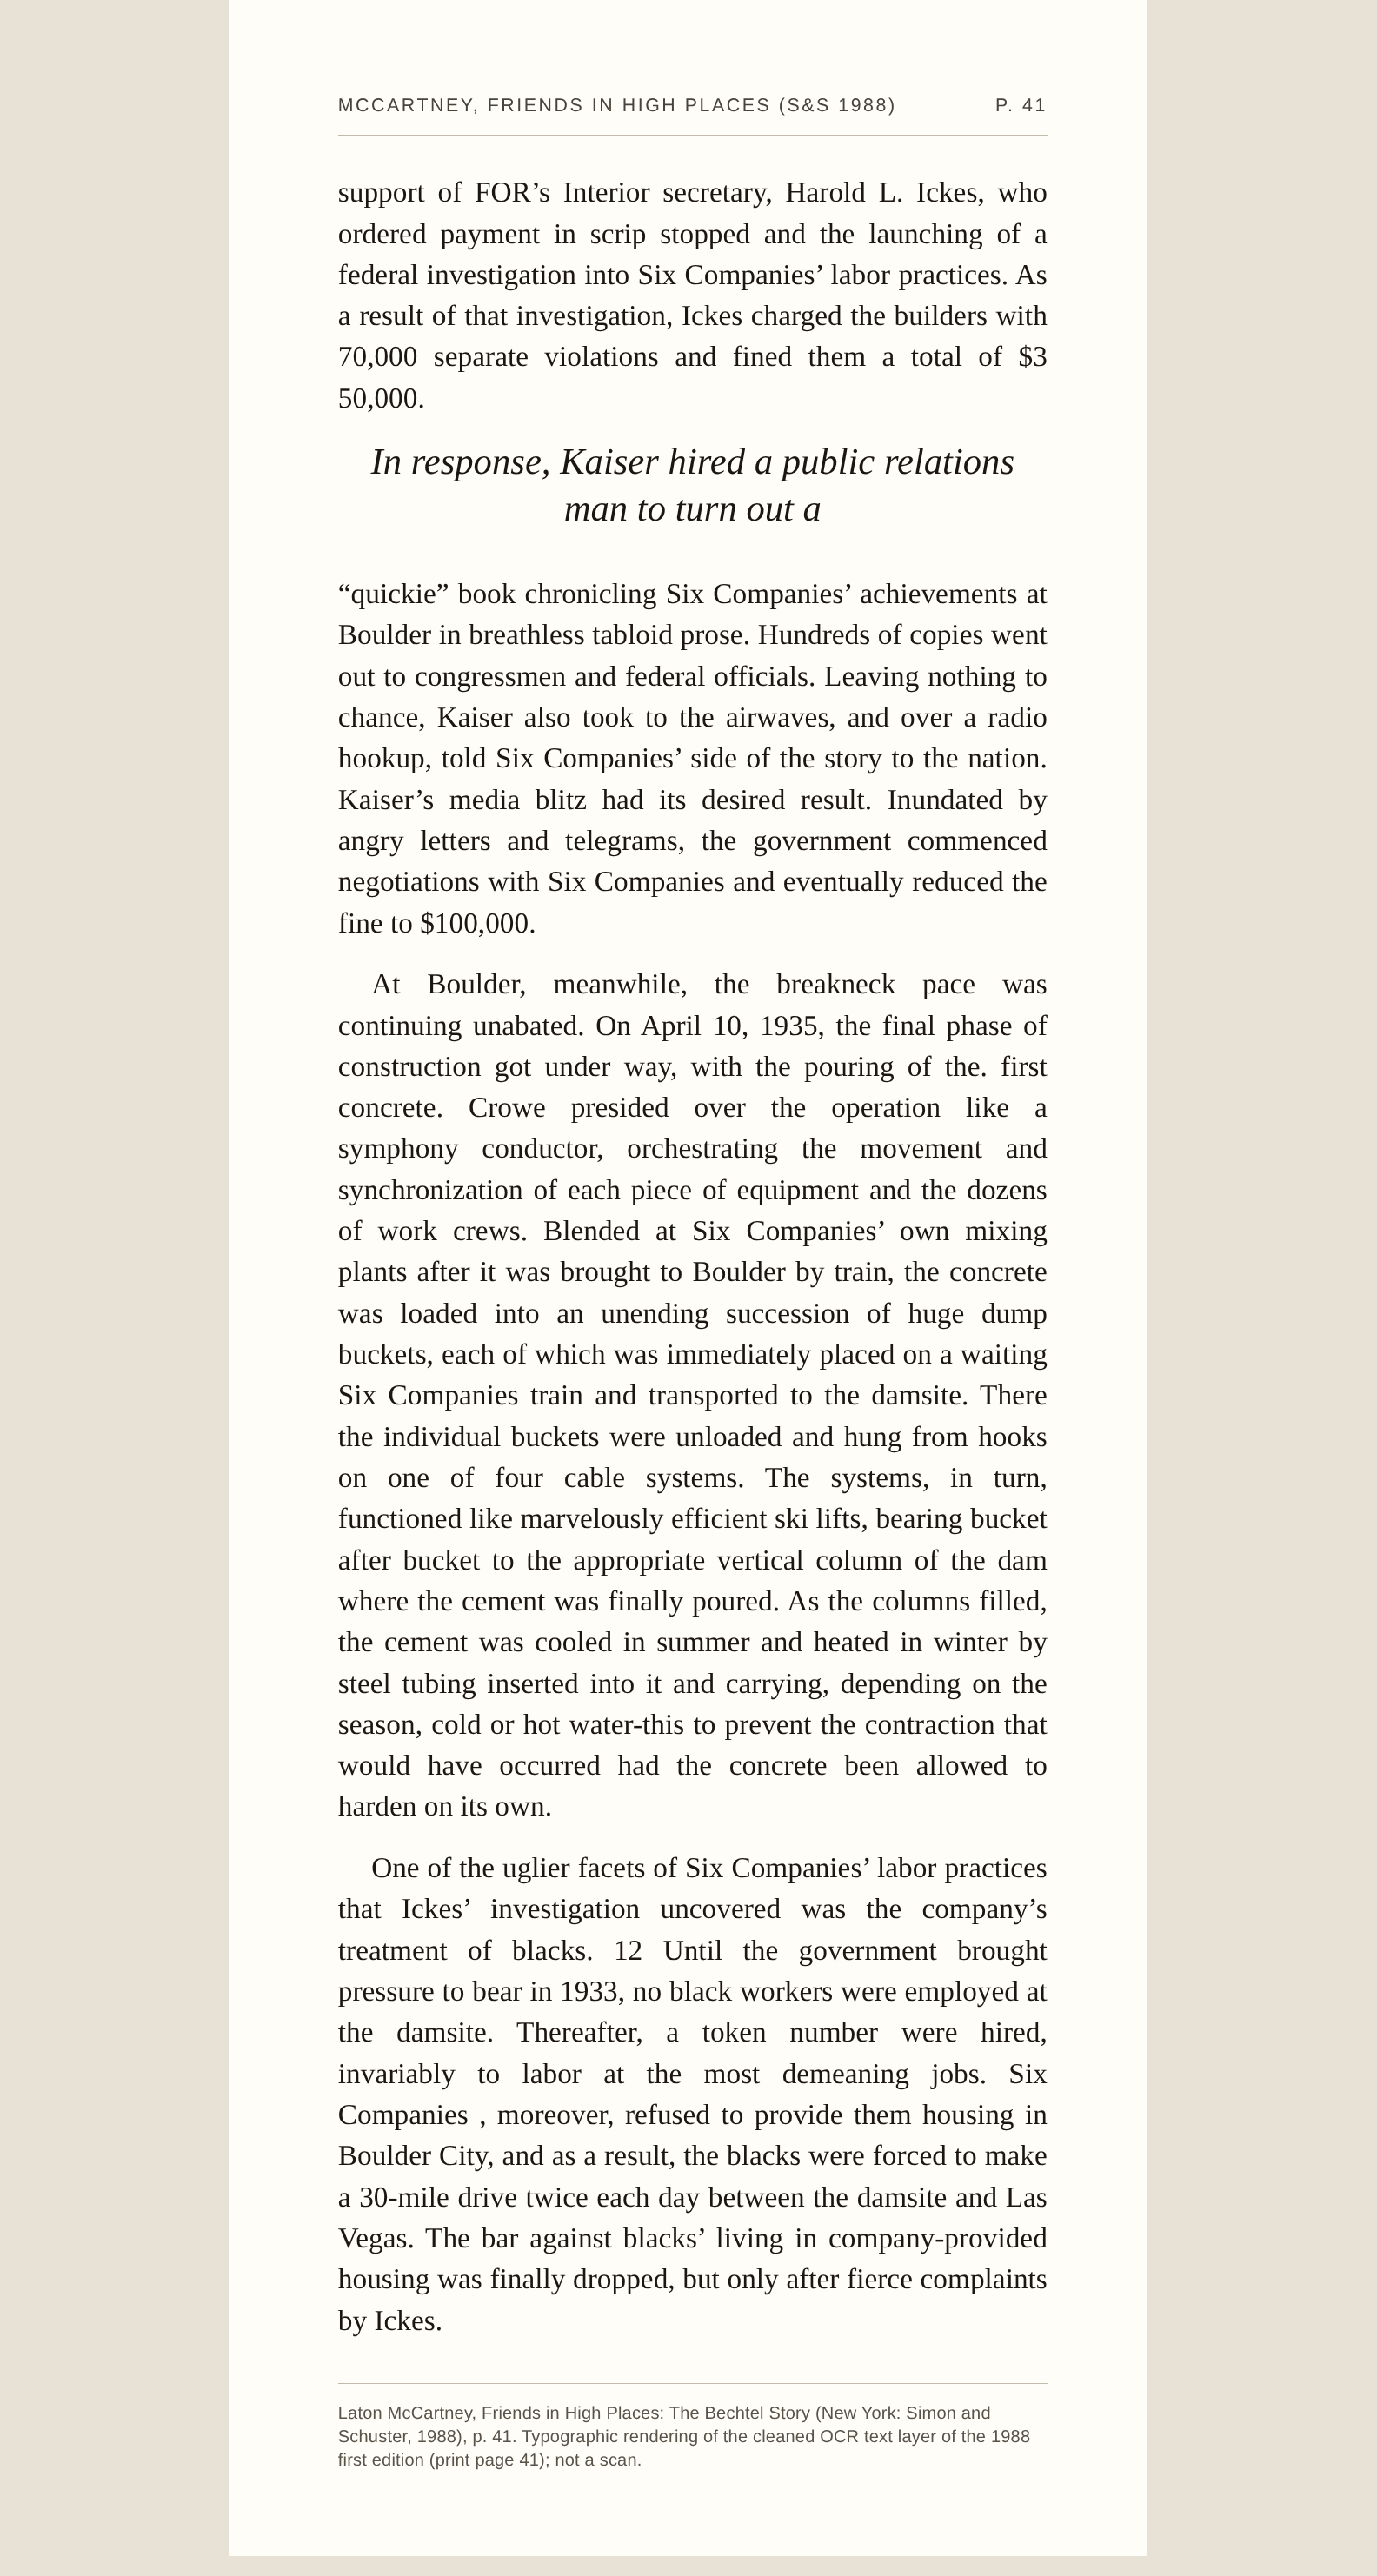 MCCARTNEY, FRIENDS IN HIGH PLACES (S&S 1988) P. 41
support of FOR’s Interior secretary, Harold L. Ickes, who
ordered payment in scrip stopped and the launching of a
federal investigation into Six Companies’ labor practices. As
a result of that investigation, Ickes charged the builders with
70,000 separate violations and fined them a total of $3
50,000.
In response, Kaiser hired a public relations
man to turn out a
“quickie” book chronicling Six Companies’ achievements at
Boulder in breathless tabloid prose. Hundreds of copies went
out to congressmen and federal officials. Leaving nothing to
chance, Kaiser also took to the airwaves, and over a radio
hookup, told Six Companies’ side of the story to the nation.
Kaiser’s media blitz had its desired result. Inundated by
angry letters and telegrams, the government commenced
negotiations with Six Companies and eventually reduced the
fine to $100,000.
At Boulder, meanwhile, the breakneck pace was
continuing unabated. On April 10, 1935, the final phase of
construction got under way, with the pouring of the. first
concrete. Crowe presided over the operation like a
symphony conductor, orchestrating the movement and
synchronization of each piece of equipment and the dozens
of work crews. Blended at Six Companies’ own mixing
plants after it was brought to Boulder by train, the concrete
was loaded into an unending succession of huge dump
buckets, each of which was immediately placed on a waiting
Six Companies train and transported to the damsite. There
the individual buckets were unloaded and hung from hooks
on one of four cable systems. The systems, in turn,
functioned like marvelously efficient ski lifts, bearing bucket
after bucket to the appropriate vertical column of the dam
where the cement was finally poured. As the columns filled,
the cement was cooled in summer and heated in winter by
steel tubing inserted into it and carrying, depending on the
season, cold or hot water-this to prevent the contraction that
would have occurred had the concrete been allowed to
harden on its own.
One of the uglier facets of Six Companies’ labor practices
that Ickes’ investigation uncovered was the company’s
treatment of blacks. 12 Until the government brought
pressure to bear in 1933, no black workers were employed at
the damsite. Thereafter, a token number were hired,
invariably to labor at the most demeaning jobs. Six
Companies , moreover, refused to provide them housing in
Boulder City, and as a result, the blacks were forced to make
a 30-mile drive twice each day between the damsite and Las
Vegas. The bar against blacks’ living in company-provided
housing was finally dropped, but only after fierce complaints
by Ickes.
Laton McCartney, Friends in High Places: The Bechtel Story (New York: Simon and
Schuster, 1988), p. 41. Typographic rendering of the cleaned OCR text layer of the 1988
first edition (print page 41); not a scan.